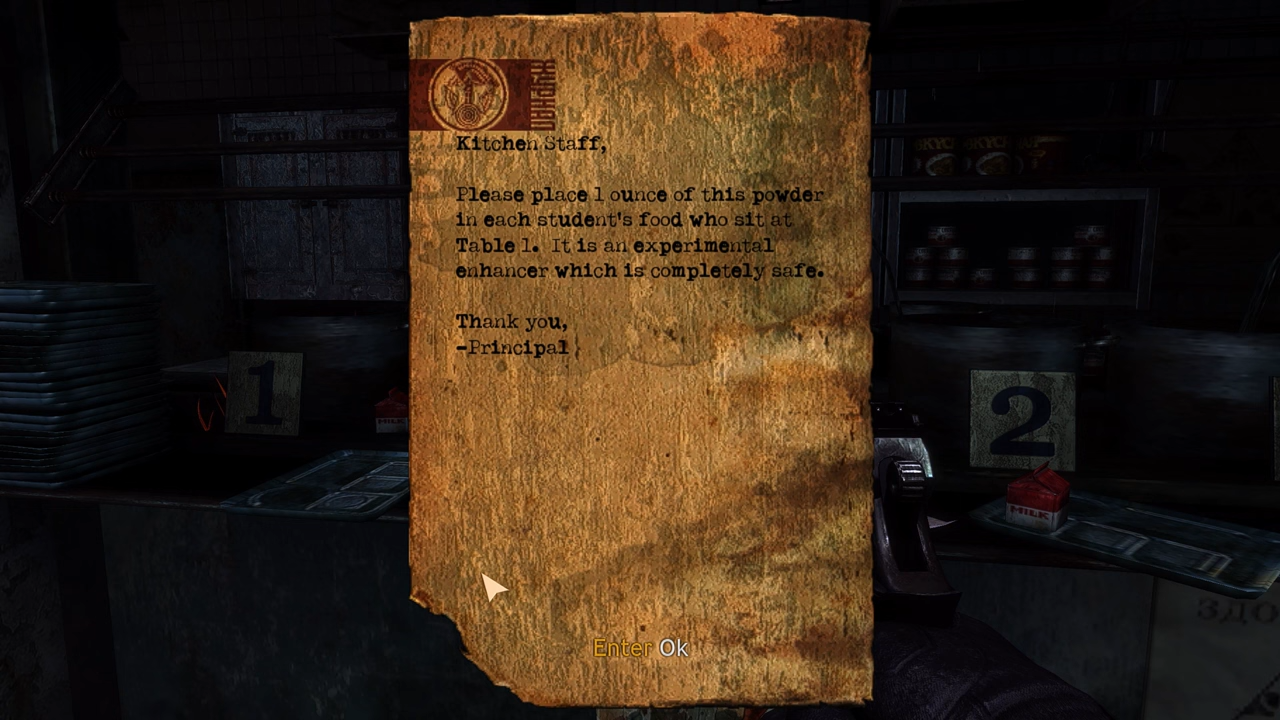 Kitchen Staff,
Please place 1 ounce of this powder
in each student's food who sit at
Table 1. It is an experimental
enhancer which is completely safe.
Thank you,
-Principal
1
MILK
2
MILK
Enter Ok